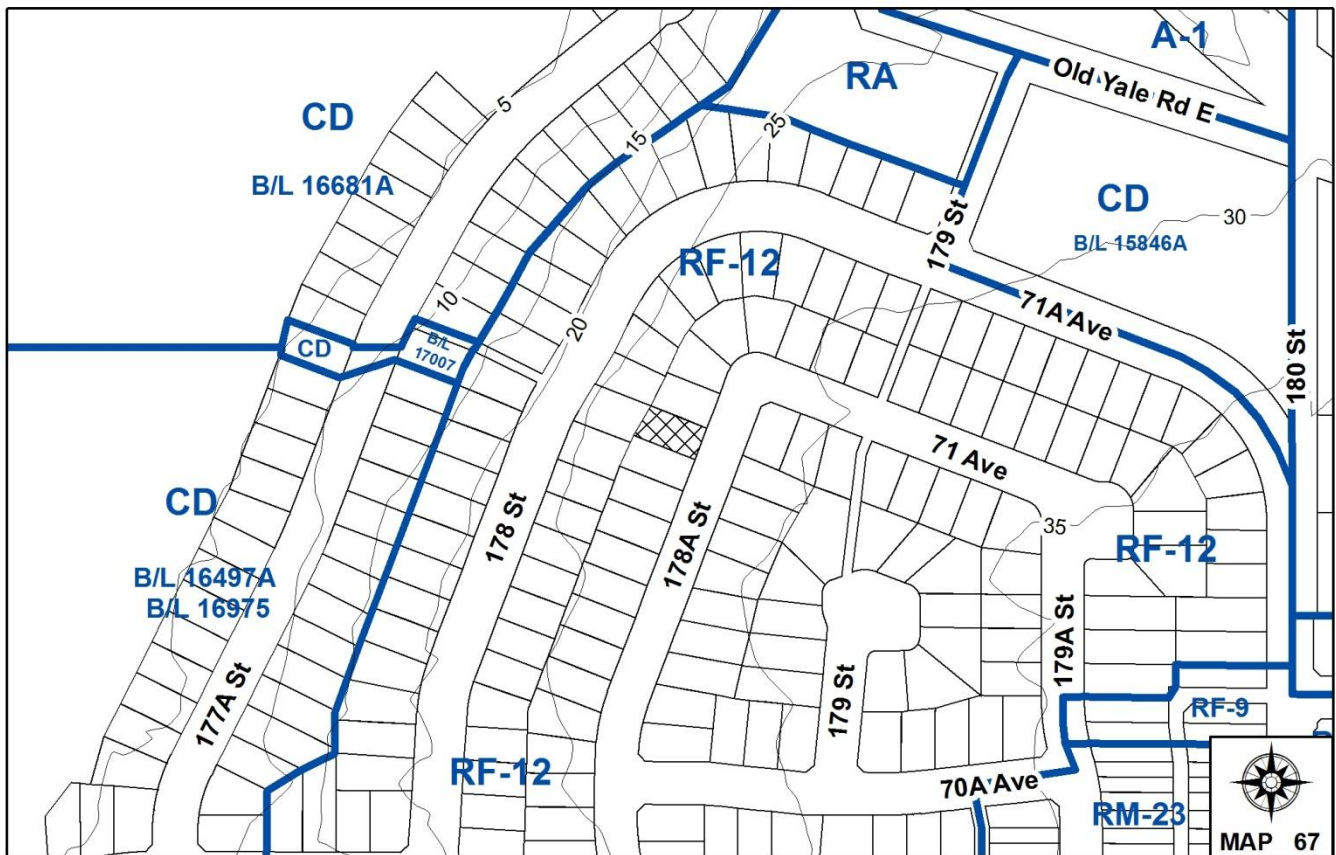 A-1
RA
Old Yale Rd E
CD
B/L 16681A
5
15
25
CD
B/L 15846A
30
179 St
RF-12
71A Ave
10
20
CD
B/L
17007
180 St
71 Ave
CD
178 St
178A St
35
RF-12
B/L 16497A
B/L 16975
179A St
177A St
179 St
RF-9
RF-12
70A Ave
RM-23
MAP 67